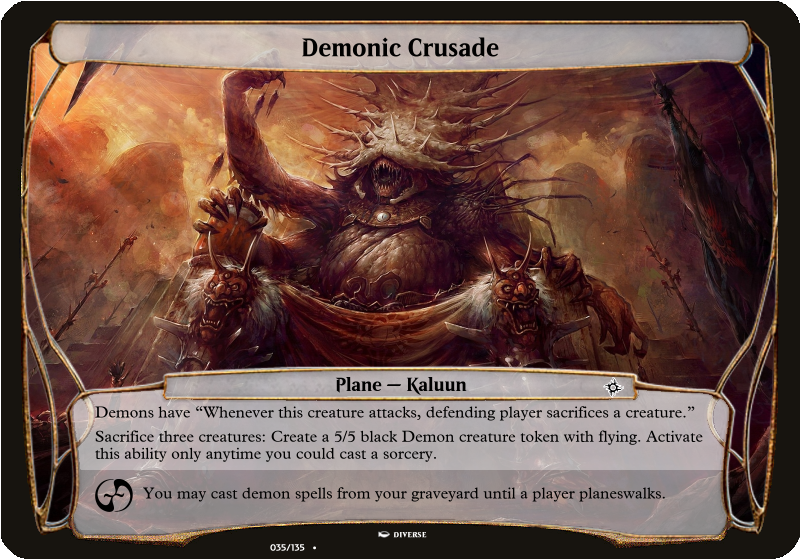 Demonic Crusade
Plane — Kaluun
Demons have “Whenever this creature attacks, defending player sacrifices a creature.”
Sacrifice three creatures: Create a 5/5 black Demon creature token with flying. Activate
this ability only anytime you could cast a sorcery.
You may cast demon spells from your graveyard until a player planeswalks.
DIVERSE
035/135 •